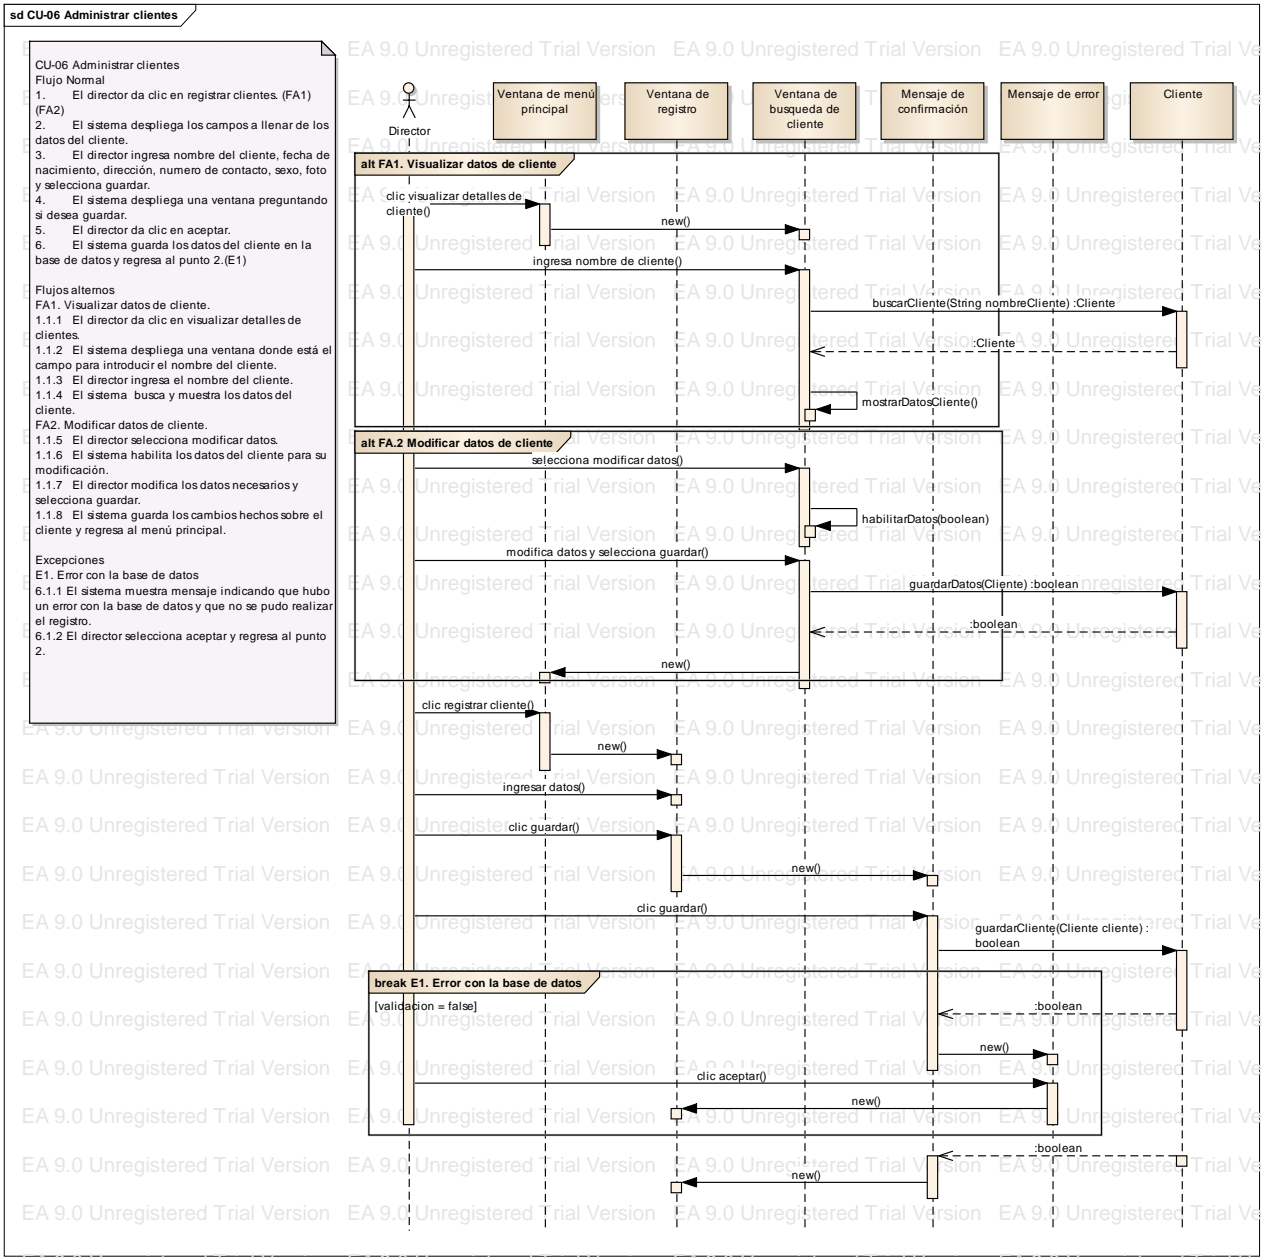 sd CU-06 Administrar clientes
CU-06 Administrar clientes
Flujo Normal
1. El director da clic en registrar clientes. (FA1)
(FA2)
2. El sistema despliega los campos a llenar de los
datos del cliente.
3. El director ingresa nombre del cliente, fecha de
nacimiento, dirección, numero de contacto, sexo, foto
y selecciona guardar.
4. El sistema despliega una ventana preguntando
si desea guardar.
5. El director da clic en aceptar.
6. El sistema guarda los datos del cliente en la
base de datos y regresa al punto 2.(E1)
Flujos alternos
FA1. Visualizar datos de cliente.
1.1.1 El director da clic en visualizar detalles de
clientes.
1.1.2 El sistema despliega una ventana donde está el
campo para introducir el nombre del cliente.
1.1.3 El director ingresa el nombre del cliente.
1.1.4 El sistema busca y muestra los datos del
cliente.
FA2. Modificar datos de cliente.
1.1.5 El director selecciona modificar datos.
1.1.6 El sistema habilita los datos del cliente para su
modificación.
1.1.7 El director modifica los datos necesarios y
selecciona guardar.
1.1.8 El sistema guarda los cambios hechos sobre el
cliente y regresa al menú principal.
Excepciones
E1. Error con la base de datos
6.1.1 El sistema muestra mensaje indicando que hubo
un error con la base de datos y que no se pudo realizar
el registro.
6.1.2 El director selecciona aceptar y regresa al punto
2.
Director
Ventana de menú
principal
Ventana de
registro
Ventana de
busqueda de
cliente
Mensaje de
confirmación
Mensaje de error
Cliente
alt FA1. Visualizar datos de cliente
clic visualizar detalles de
cliente()
new()
ingresa nombre de cliente()
buscarCliente(String nombreCliente) :Cliente
:Cliente
mostrarDatosCliente()
alt FA.2 Modificar datos de cliente
selecciona modificar datos()
habilitarDatos(boolean)
modifica datos y selecciona guardar()
guardarDatos(Cliente) :boolean
:boolean
new()
clic registrar cliente()
new()
ingresar datos()
clic guardar()
new()
clic guardar()
guardarCliente(Cliente cliente) :
boolean
break E1. Error con la base de datos
[validacion = false]
:boolean
new()
clic aceptar()
new()
:boolean
new()
EA 9.0 Unregistered Trial Version